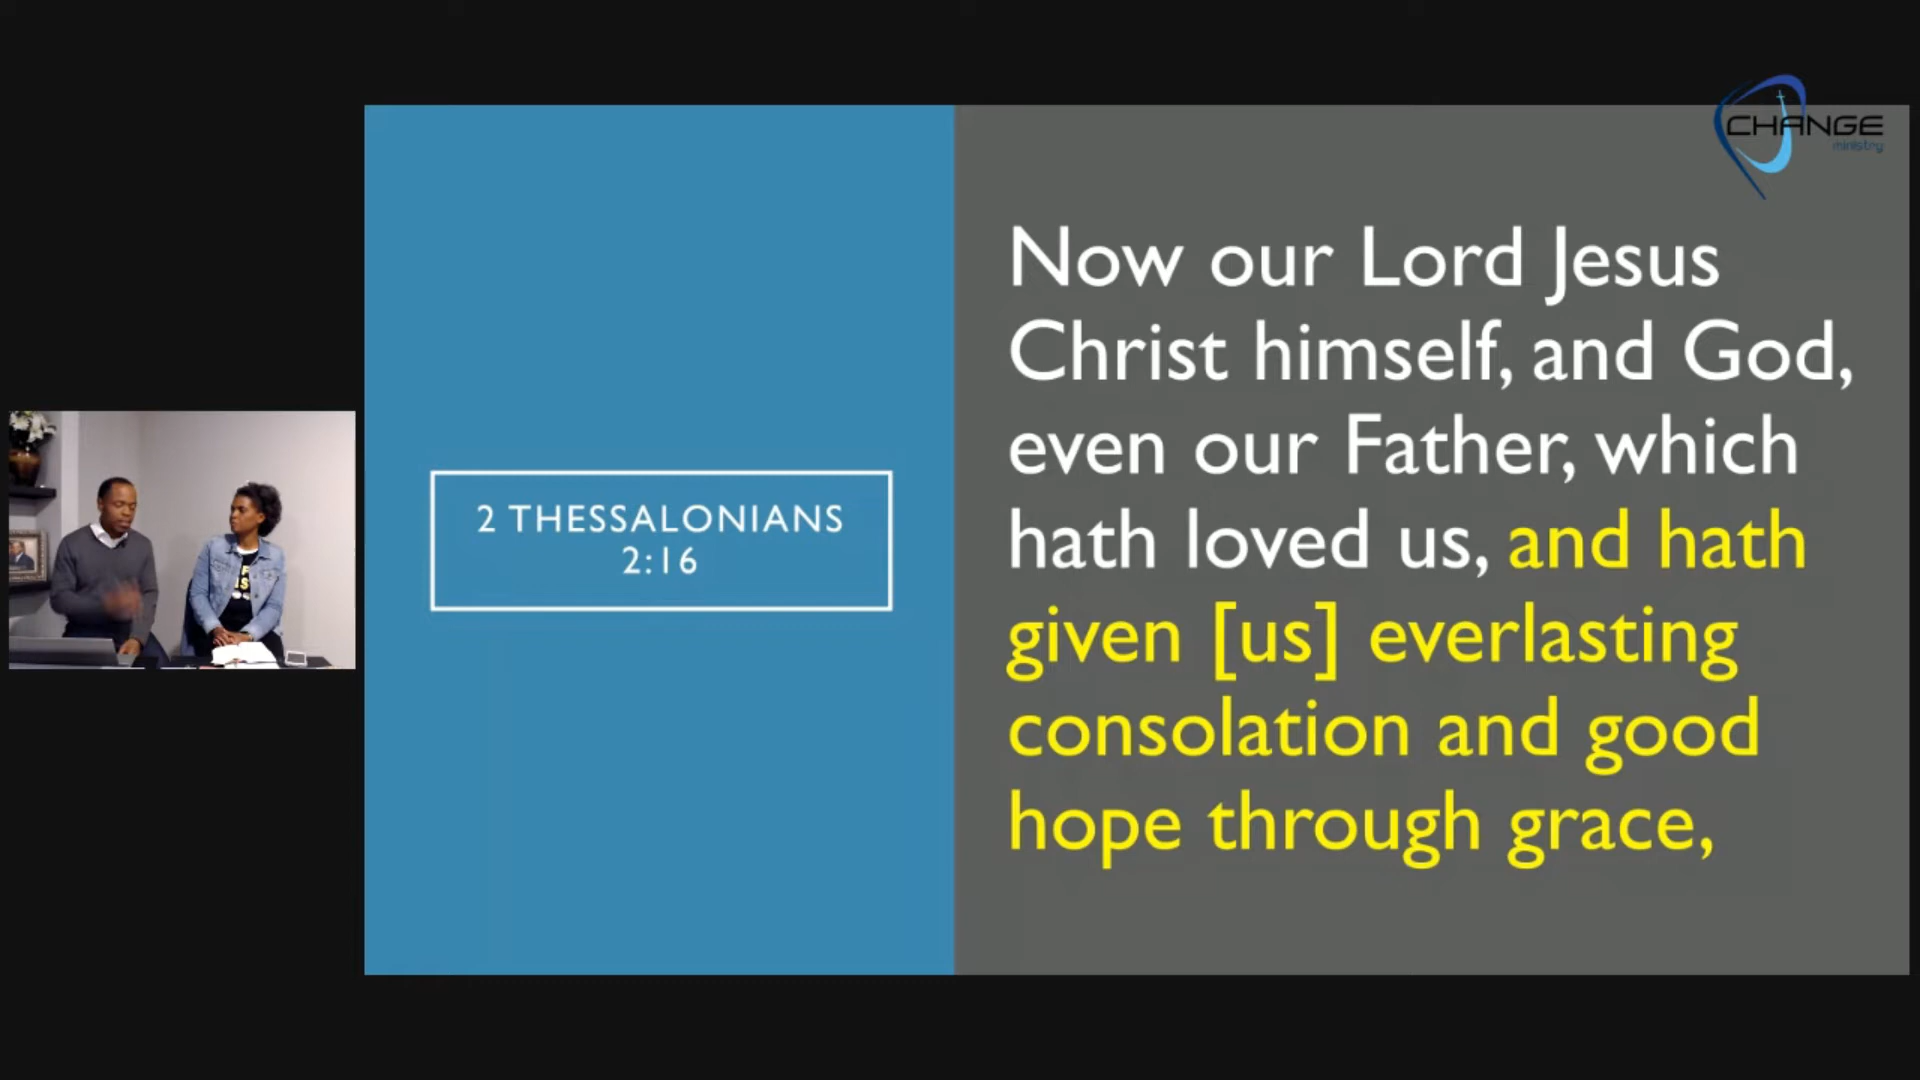 CHANGE
ministry
2 THESSALONIANS
2:16
Now our Lord Jesus
Christ himself, and God,
even our Father, which
hath loved us, and hath
given [us] everlasting
consolation and good
hope through grace,